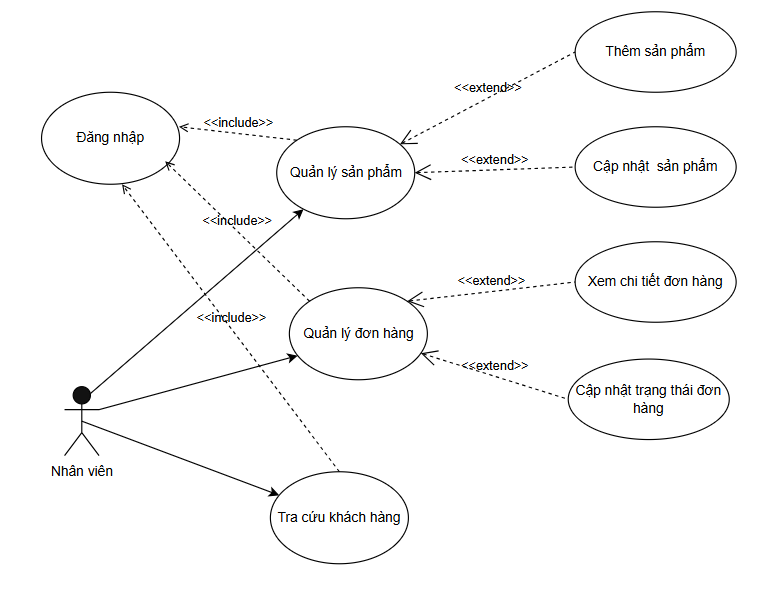 Thêm sản phẩm
<<extend>>
<<include>>
Đăng nhập
Quản lý sản phẩm
<<extend>>
Cập nhật  sản phẩm
<<include>>
<<extend>>
Xem chi tiết đơn hàng
<<include>>
Quản lý đơn hàng
<<extend>>
Cập nhật trạng thái đơn
hàng
Nhân viên
Tra cứu khách hàng